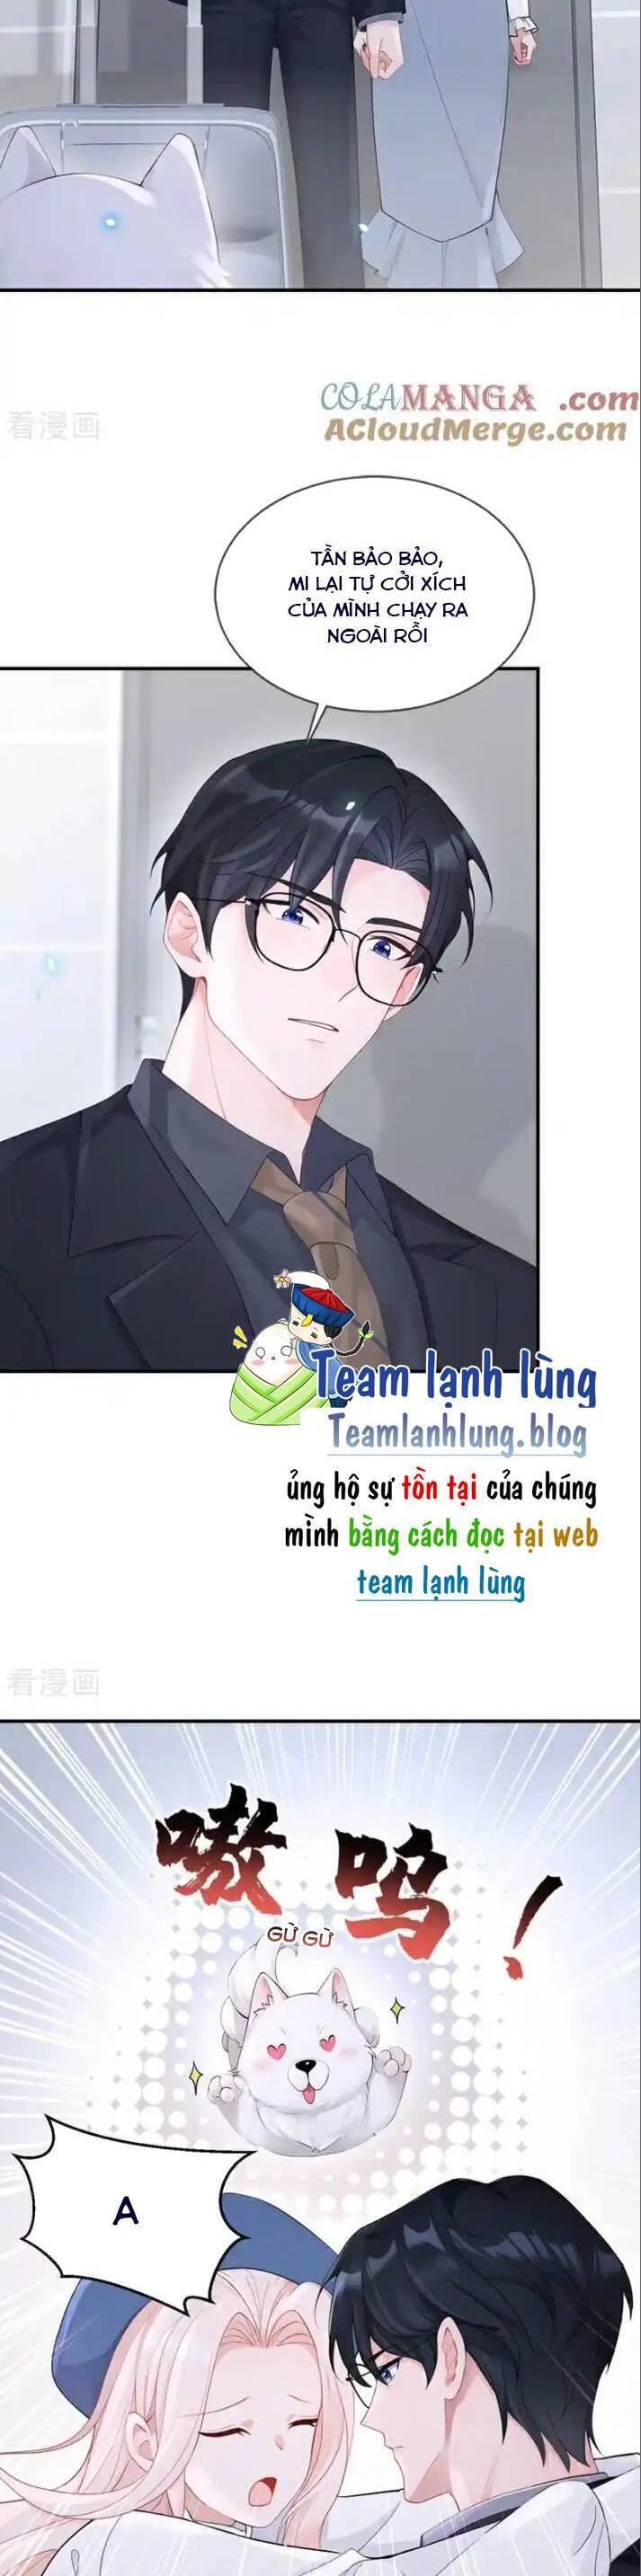 COLAMANGA .com
看漫画
ACloudMerge.com
TẦN BẢO BẢO,
MI LẠI TỰ CỞI XÍCH
CỦA MÌNH CHẠY RA
NGOÀI RỒI
Team lạnh lùng
Teamlanhlung.blog
ủng hộ sự tồn tại của chúng
mình bằng cách đọc tại web
team lạnh lùng
看漫画
嗷呜!
GỪ GỪ
A